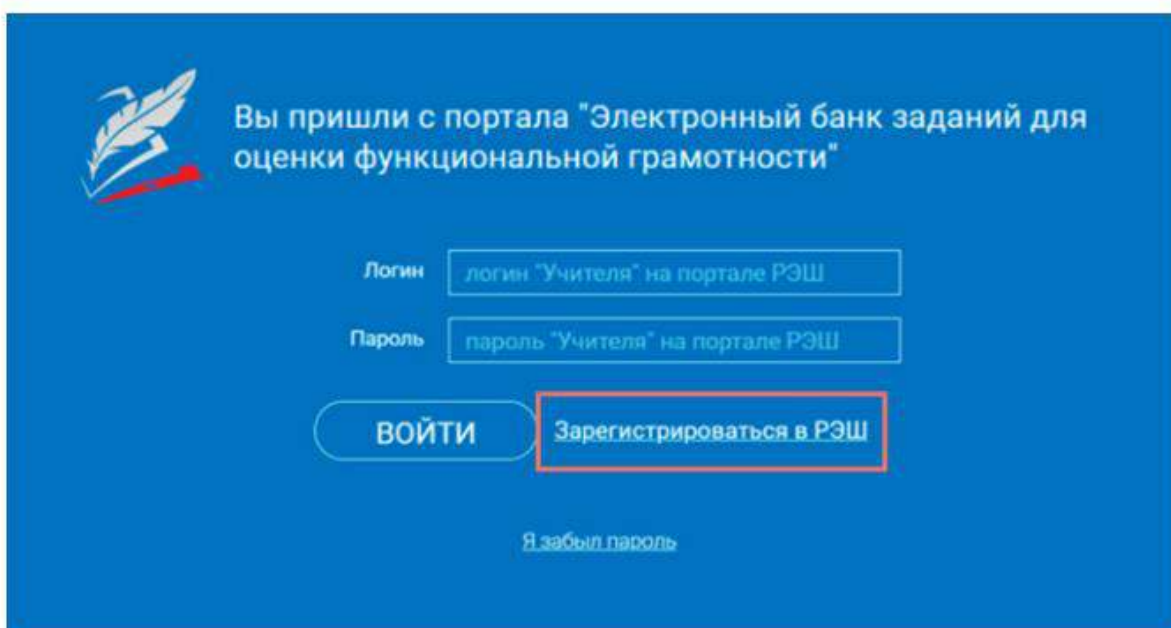 Вы пришли с портала "Электронный банк заданий для
оценки функциональной грамотности"
Логин
логин "Учителя" на портале РЭШ
Пароль
пароль "Учителя" на портале РЭШ
ВОЙТИ
Зарегистрироваться в РЭШ
Я забыл пароль